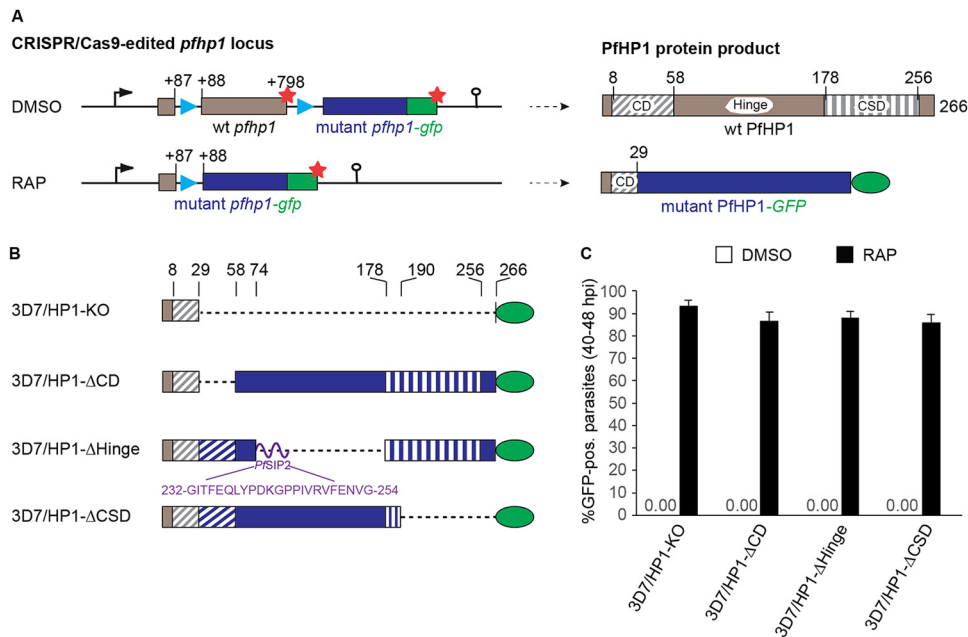 A
CRISPR/Cas9-edited pfhp1 locus
PfHP1 protein product
+87 +88 +798
8 58 178 256
DMSO
CD Hinge CSD 266
wt pfhp1 mutant pfhp1-gfp
wt PfHP1
+87 +88
29
RAP
CD
mutant pfhp1-gfp
mutant PfHP1-GFP
B
8 29 58 74 178 190 256 266
3D7/HP1-KO
3D7/HP1-ΔCD
3D7/HP1-ΔHinge
PfSIP2
232-GITFEQLYPDKGPPIVRVFENVG-254
3D7/HP1-ΔCSD
C
DMSO RAP
%GFP-pos. parasites (40-48 hpi)
100
90
80
70
60
50
40
30
20
10
0
0.00 0.00 0.00 0.00
3D7/HP1-KO
3D7/HP1-ΔCD
3D7/HP1-ΔHinge
3D7/HP1-ΔCSD